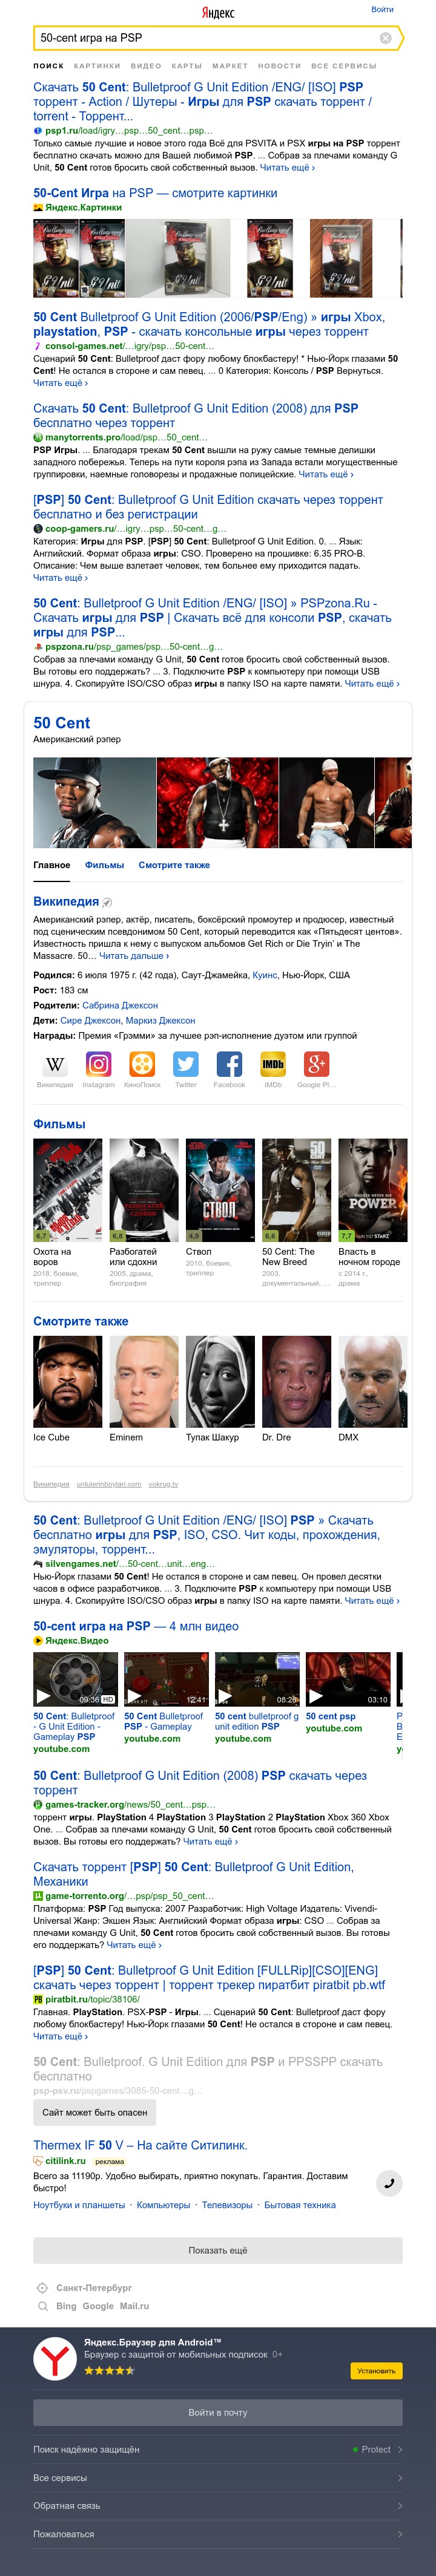 Войти
Яндекс
50-cent игра на PSP
ПОИСК КАРТИНКИ ВИДЕО КАРТЫ МАРКЕТ НОВОСТИ ВСЕ СЕРВИСЫ
Скачать 50 Cent: Bulletproof G Unit Edition /ENG/ [ISO] PSP
торрент - Action / Шутеры - Игры для PSP скачать торрент /
torrent - Торрент...
psp1.ru/load/igry…psp…50_cent…psp…
Только самые лучшие и новое этого года Всё для PSVITA и PSX игры на PSP торрент
бесплатно скачать можно для Вашей любимой PSP. ... Собрав за плечами команду G
Unit, 50 Cent готов бросить свой собственный вызов. Читать ещё ›
50-Cent Игра на PSP — смотрите картинки
Яндекс.Картинки
50 Cent Bulletproof G Unit Edition (2006/PSP/Eng) » игры Xbox,
playstation, PSP - скачать консольные игры через торрент
consol-games.net/…igry/psp…50-cent…
Сценарий 50 Cent: Bulletproof даст фору любому блокбастеру! * Нью-Йорк глазами 50
Cent! Не остался в стороне и сам певец. ... 0 Категория: Консоль / PSP Вернуться.
Читать ещё ›
Скачать 50 Cent: Bulletproof G Unit Edition (2008) для PSP
бесплатно через торрент
manytorrents.pro/load/psp…50_cent…
PSP Игры. ... Благодаря трекам 50 Cent вышли на ружу самые темные делишки
западного побережья. Теперь на пути короля рэпа из Запада встали могущественные
группировки, наемные головорезы и продажные полицейские. Читать ещё ›
[PSP] 50 Cent: Bulletproof G Unit Edition скачать через торрент
бесплатно и без регистрации
coop-gamers.ru/…igry…psp…50-cent…g…
Категория: Игры для PSP. [PSP] 50 Cent: Bulletproof G Unit Edition. 0. ... Язык:
Английский. Формат образа игры: CSO. Проверено на прошивке: 6.35 PRO-B.
Описание: Чем выше взлетает человек, тем больнее ему приходится падать.
Читать ещё ›
50 Cent: Bulletproof G Unit Edition /ENG/ [ISO] » PSPzona.Ru -
Скачать игры для PSP | Скачать всё для консоли PSP, скачать
игры для PSP...
pspzona.ru/psp_games/psp…50-cent…g…
Собрав за плечами команду G Unit, 50 Cent готов бросить свой собственный вызов.
Вы готовы его поддержать? ... 3. Подключите PSP к компьютеру при помощи USB
шнура. 4. Скопируйте ISO/CSO образ игры в папку ISO на карте памяти. Читать ещё ›
50 Cent
Американский рэпер
Главное Фильмы Смотрите также
Википедия
Американский рэпер, актёр, писатель, боксёрский промоутер и продюсер, известный
под сценическим псевдонимом 50 Cent, который переводится как «Пятьдесят центов».
Известность пришла к нему с выпуском альбомов Get Rich or Die Tryin’ и The
Massacre. 50… Читать дальше ›
Родился: 6 июля 1975 г. (42 года), Саут-Джамейка, Куинс, Нью-Йорк, США
Рост: 183 см
Родители: Сабрина Джексон
Дети: Сире Джексон, Маркиз Джексон
Награды: Премия «Грэмми» за лучшее рэп-исполнение дуэтом или группой
Википедия Instagram КиноПоиск Twitter Facebook IMDb Google Pl…
Фильмы
6,7 6,8 4,9 6,6 7,7
Охота на воров
2018, боевик, триллер
Разбогатей или сдохни
2005, драма, биография
Ствол
2010, боевик, триллер
50 Cent: The New Breed
2003, документальный, …
Власть в ночном городе
с 2014 г., драма
Смотрите также
Ice Cube Eminem Тупак Шакур Dr. Dre DMX
Википедия unluterinboylari.com vokrug.tv
50 Cent: Bulletproof G Unit Edition /ENG/ [ISO] PSP » Скачать
бесплатно игры для PSP, ISO, CSO. Чит коды, прохождения,
эмуляторы, торрент...
silvengames.net/…50-cent…unit…eng…
Нью-Йорк глазами 50 Cent! Не остался в стороне и сам певец. Он провел десятки
часов в офисе разработчиков. ... 3. Подключите PSP к компьютеру при помощи USB
шнура. 4. Скопируйте ISO/CSO образ игры в папку ISO на карте памяти. Читать ещё ›
50-cent игра на PSP — 4 млн видео
Яндекс.Видео
09:36 HD 12:41 08:26 03:10
50 Cent: Bulletproof - G Unit Edition - Gameplay PSP
youtube.com
50 Cent Bulletproof PSP - Gameplay
youtube.com
50 cent bulletproof g unit edition PSP
youtube.com
50 cent psp
youtube.com
50 Cent: Bulletproof G Unit Edition (2008) PSP скачать через
торрент
games-tracker.org/news/50_cent…psp…
торрент игры. PlayStation 4 PlayStation 3 PlayStation 2 PlayStation Xbox 360 Xbox
One. ... Собрав за плечами команду G Unit, 50 Cent готов бросить свой собственный
вызов. Вы готовы его поддержать? Читать ещё ›
Скачать торрент [PSP] 50 Cent: Bulletproof G Unit Edition,
Механики
game-torrento.org/…psp/psp_50_cent…
Платформа: PSP Год выпуска: 2007 Разработчик: High Voltage Издатель: Vivendi-
Universal Жанр: Экшен Язык: Английский Формат образа игры: CSO ... Собрав за
плечами команду G Unit, 50 Cent готов бросить свой собственный вызов. Вы готовы
его поддержать? Читать ещё ›
[PSP] 50 Cent: Bulletproof G Unit Edition [FULLRip][CSO][ENG]
скачать через торрент | торрент трекер пиратбит piratbit pb.wtf
piratbit.ru/topic/38106/
Главная. PlayStation. PSX-PSP - Игры. ... Сценарий 50 Cent: Bulletproof даст фору
любому блокбастеру! Нью-Йорк глазами 50 Cent! Не остался в стороне и сам певец.
Читать ещё ›
50 Cent: Bulletproof. G Unit Edition для PSP и PPSSPP скачать
бесплатно
psp-psv.ru/pspgames/3085-50-cent…g…
Сайт может быть опасен
Thermex IF 50 V – На сайте Ситилинк.
citilink.ru реклама
Всего за 11190р. Удобно выбирать, приятно покупать. Гарантия. Доставим
быстро!
Ноутбуки и планшеты · Компьютеры · Телевизоры · Бытовая техника
Показать ещё
Санкт-Петербург
Bing Google Mail.ru
Яндекс.Браузер для Android™
Браузер с защитой от мобильных подписок 0+
Установить
Войти в почту
Поиск надёжно защищён Protect
Все сервисы
Обратная связь
Пожаловаться